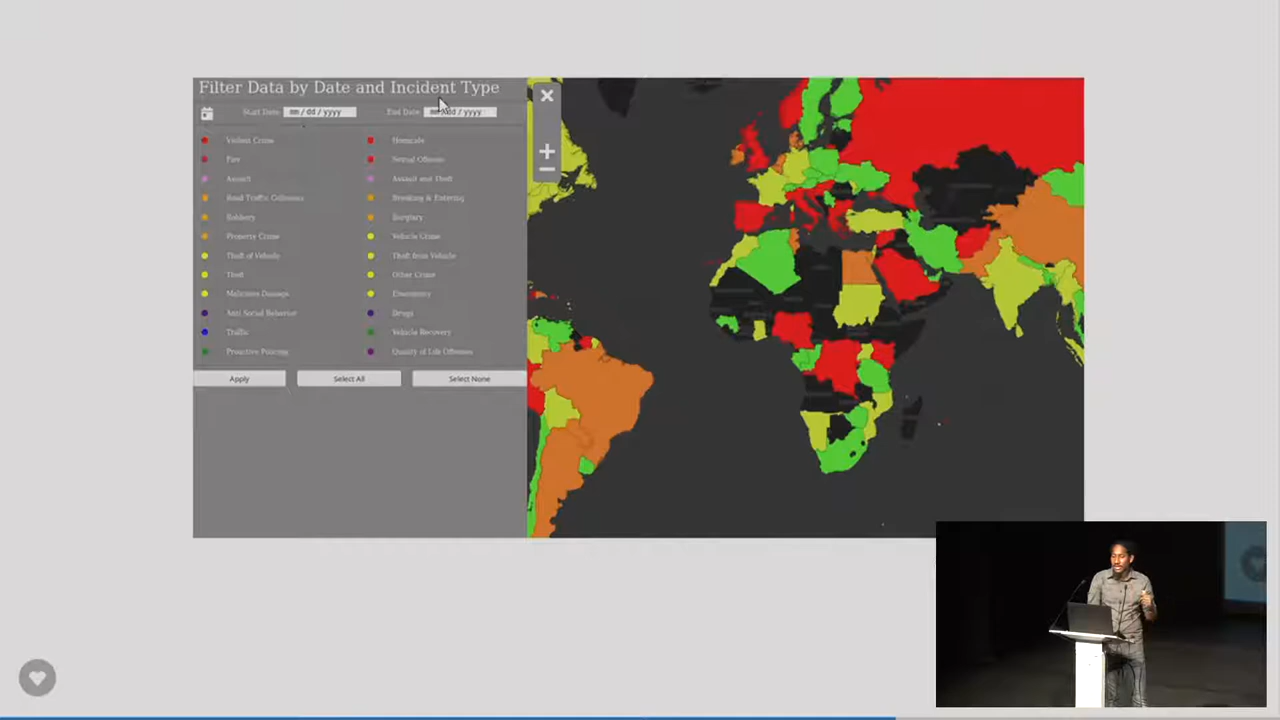 Filter Data by Date and Incident Type
Start Date: mm / dd / yyyy End Date: mm / dd / yyyy
Violent Crime Homicide
Fire Sexual Offense
Assault Assault and Theft
Road Traffic Collisions Breaking & Entering
Robbery Burglary
Property Crime Vehicle Crime
Theft of Vehicle Theft from Vehicle
Theft Other Crime
Malicious Damage Emergency
Anti Social Behavior Drugs
Traffic Vehicle Recovery
Proactive Policing Quality of Life Offenses
Apply Select All Select None